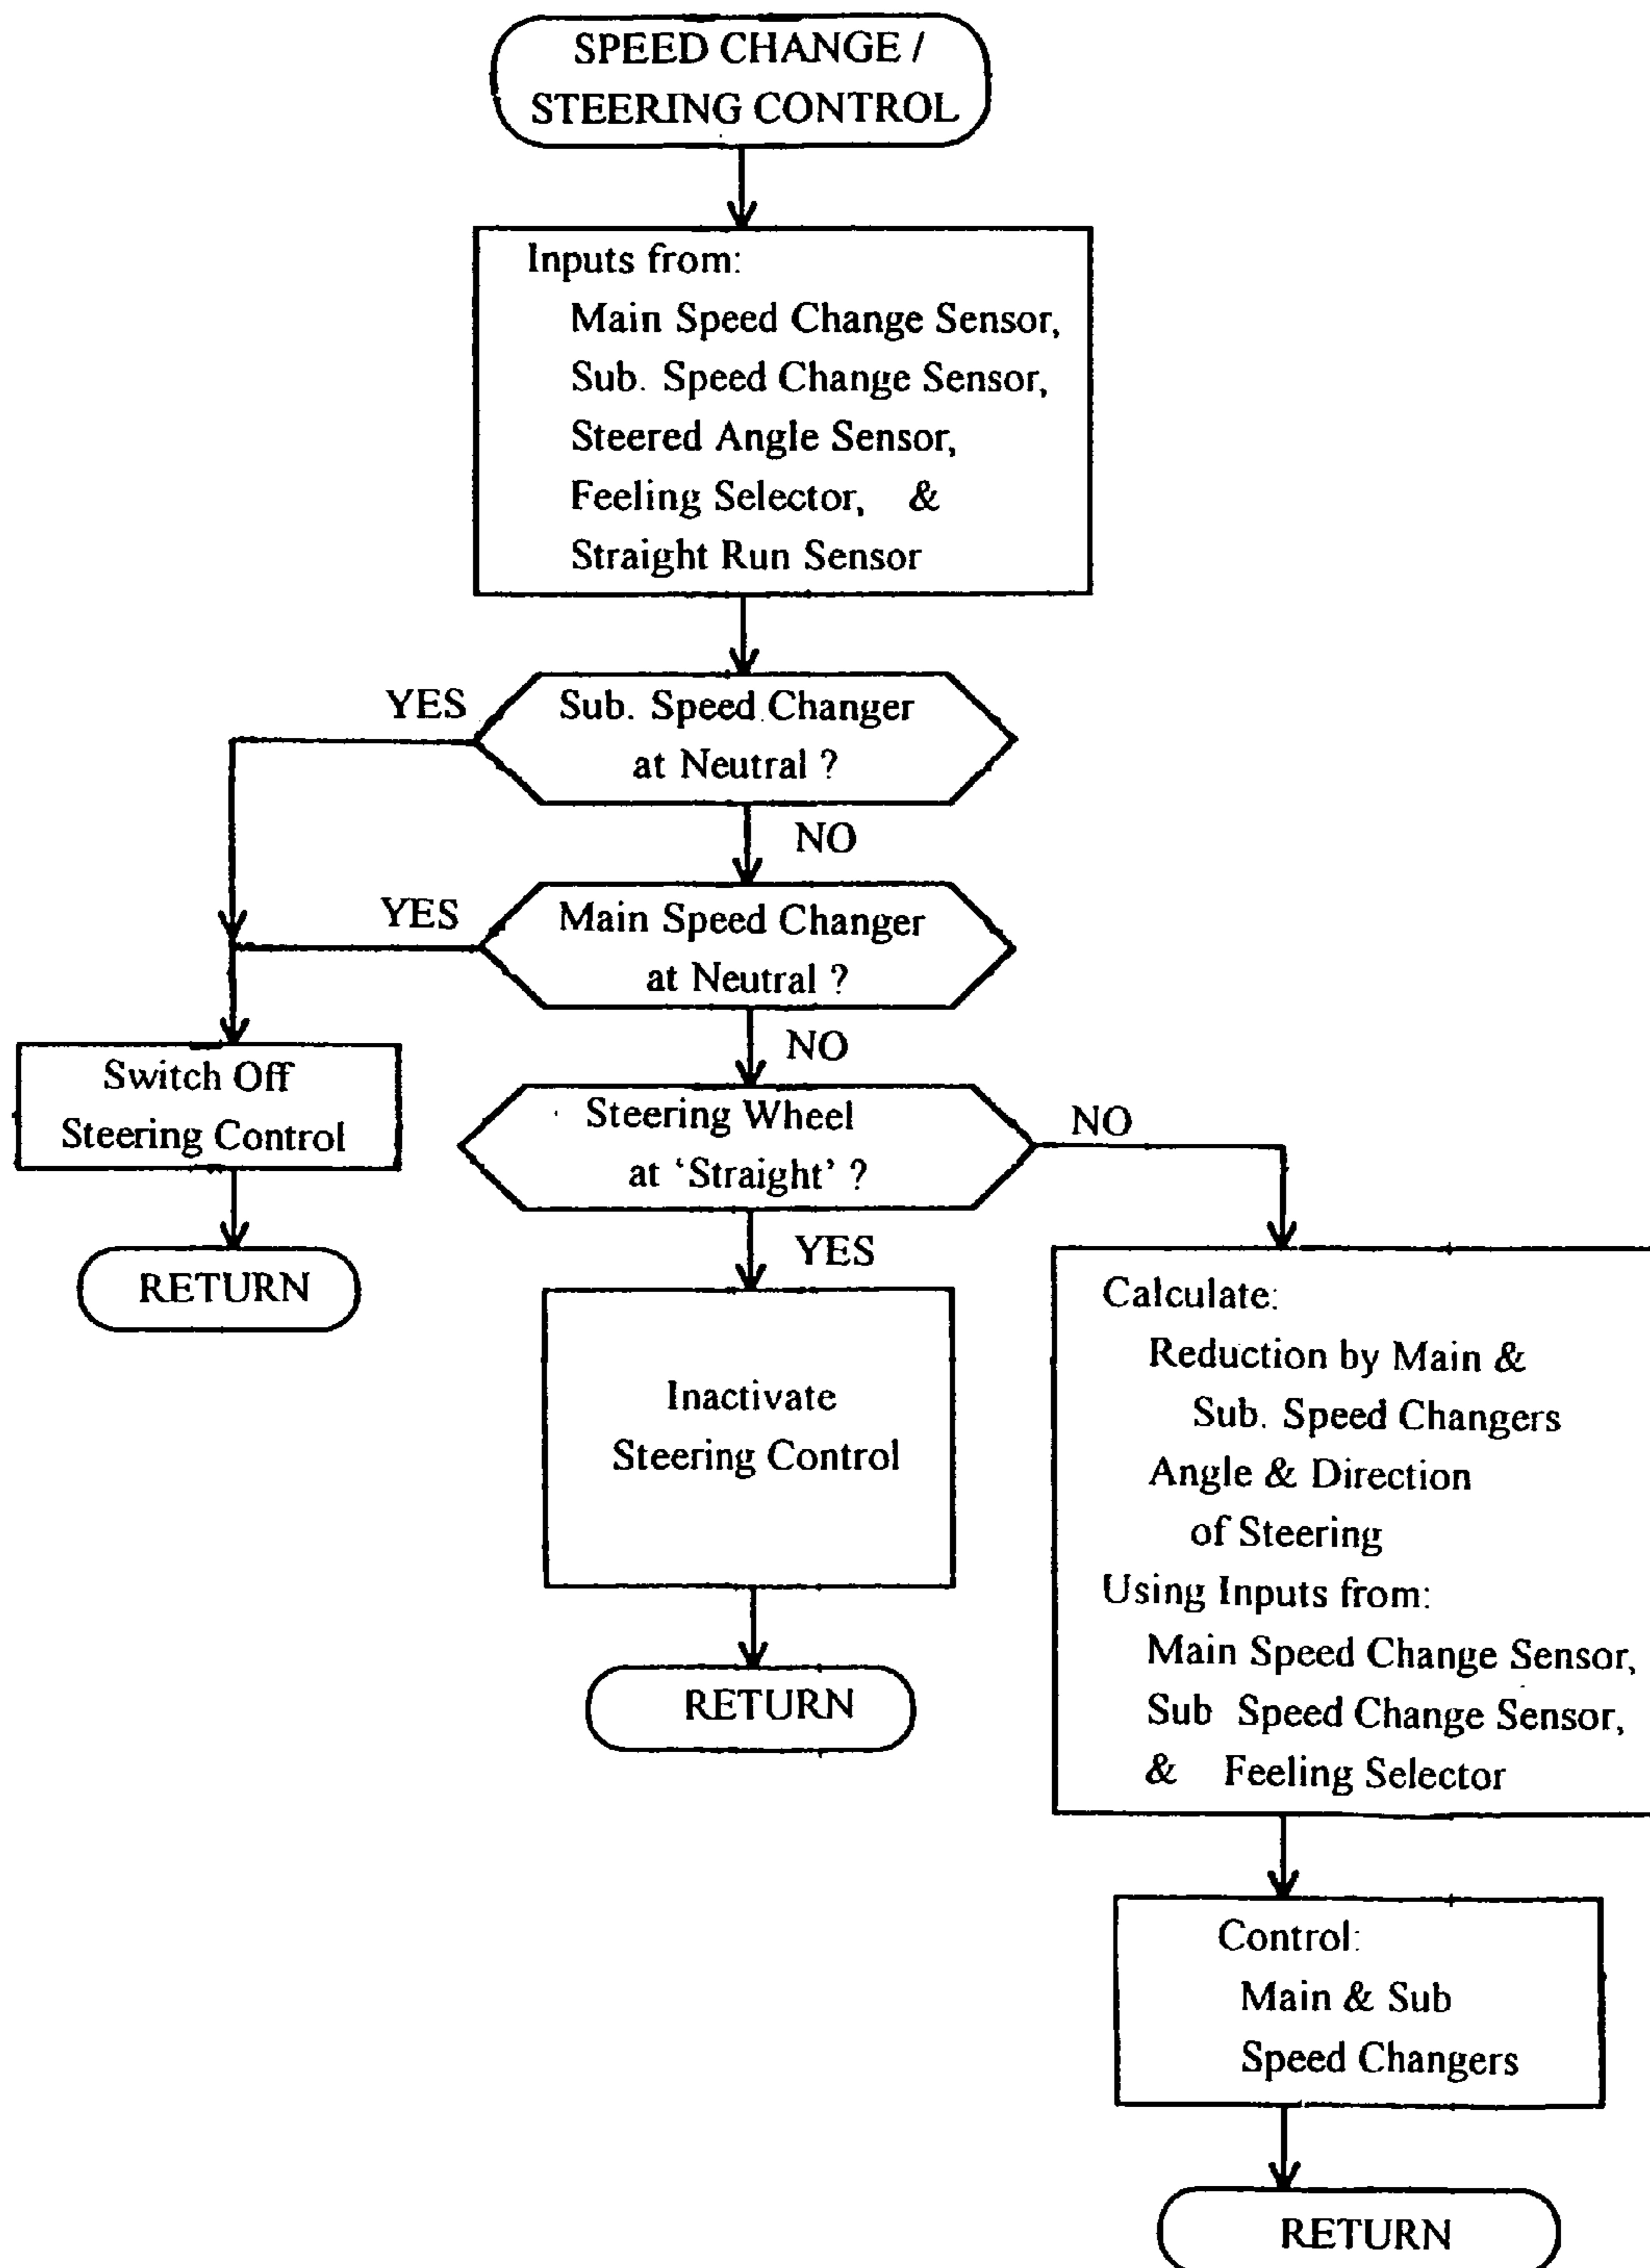 SPEED CHANGE /
STEERING CONTROL
Inputs from:
Main Speed Change Sensor,
Sub. Speed Change Sensor,
Steered Angle Sensor,
Feeling Selector, &
Straight Run Sensor
YES
Sub. Speed Changer
at Neutral ?
NO
YES
Main Speed Changer
at Neutral ?
NO
Switch Off
Steering Control
RETURN
Steering Wheel
at ‘Straight’ ?
NO
YES
Inactivate
Steering Control
RETURN
Calculate:
Reduction by Main &
Sub. Speed Changers
Angle & Direction
of Steering
Using Inputs from:
Main Speed Change Sensor,
Sub Speed Change Sensor,
& Feeling Selector
Control:
Main & Sub
Speed Changers
RETURN